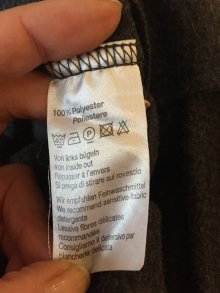 100% Polyester
Poliestere
Von links bügeln
Iron inside out
Repasser à l'envers
Si prega di stirare sul rovescio
Wir empfehlen Feinwaschmittel
We recommend sensitive-fabric
detergents
Lessive fibres délicates
recommandée
Consigliamo il detersivo per
biancheria delicata